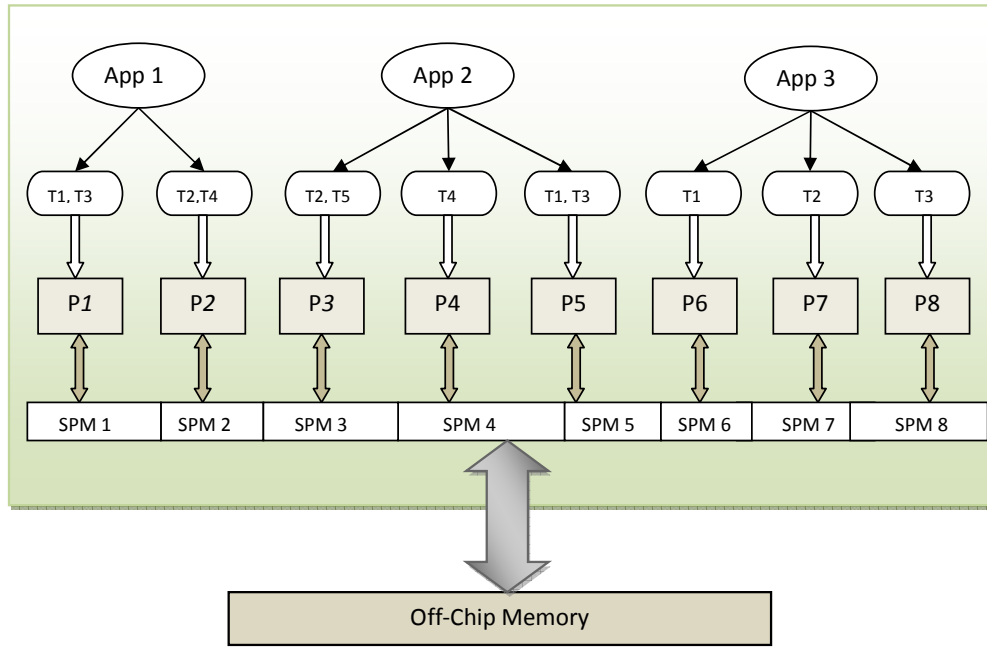 App 1
App 2
App 3
T1, T3
T2,T4
T2, T5
T4
T1, T3
T1
T2
T3
P1
P2
P3
P4
P5
P6
P7
P8
SPM 1
SPM 2
SPM 3
SPM 4
SPM 5
SPM 6
SPM 7
SPM 8
Off-Chip Memory